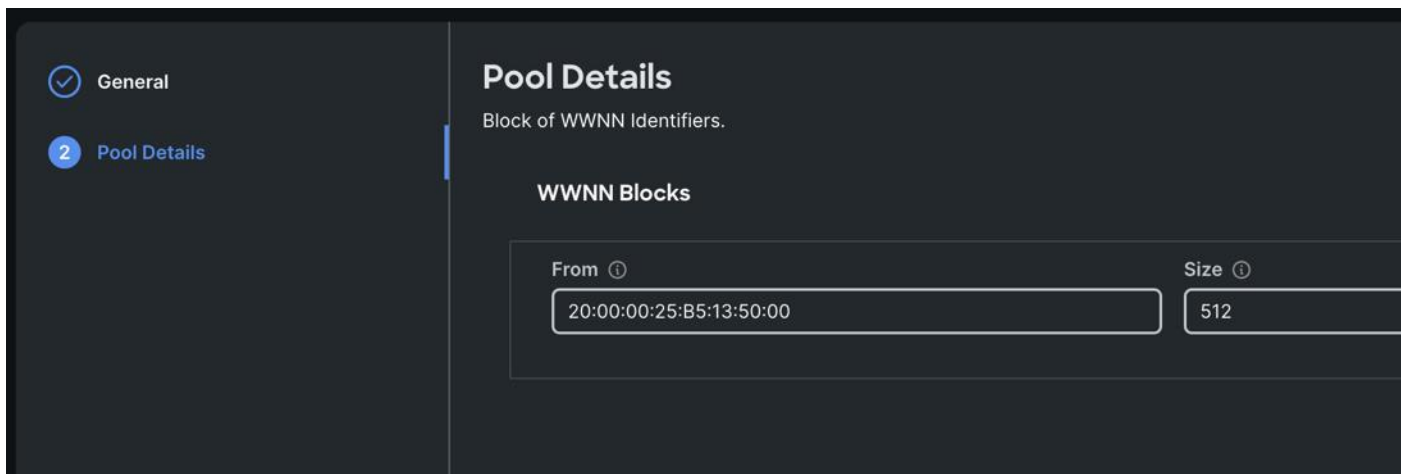 General
2 Pool Details
Pool Details
Block of WWNN Identifiers.
WWNN Blocks
From
Size
20:00:00:25:B5:13:50:00
512